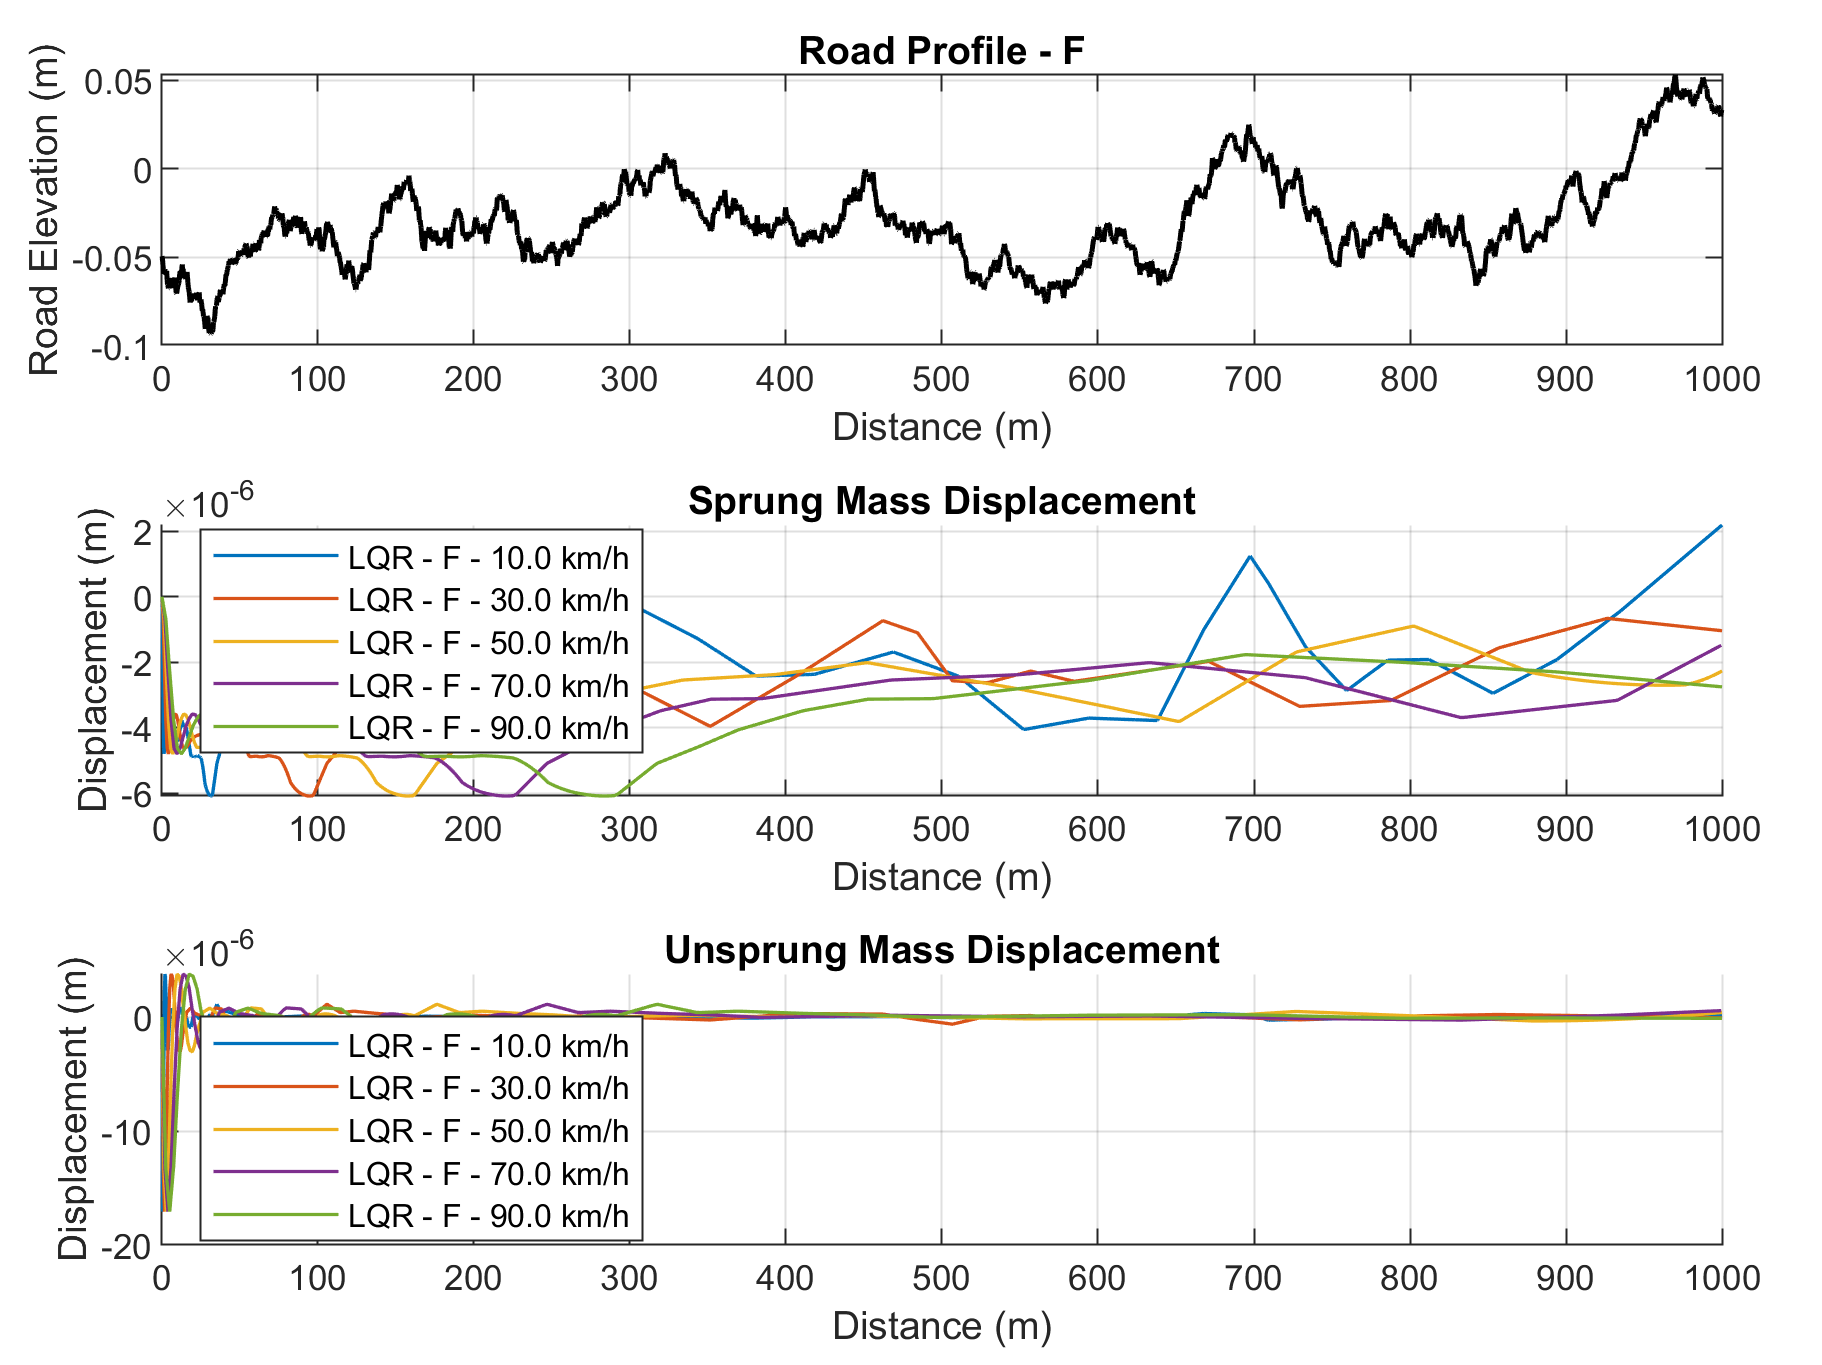 Road Profile - F
Road Elevation (m)
0.05
0
-0.05
-0.1
0 100 200 300 400 500 600 700 800 900 1000
Distance (m)
×10-6
Sprung Mass Displacement
Displacement (m)
2
0
-2
-4
-6
LQR - F - 10.0 km/h
LQR - F - 30.0 km/h
LQR - F - 50.0 km/h
LQR - F - 70.0 km/h
LQR - F - 90.0 km/h
0 100 200 300 400 500 600 700 800 900 1000
Distance (m)
×10-6
Unsprung Mass Displacement
Displacement (m)
0
-10
-20
LQR - F - 10.0 km/h
LQR - F - 30.0 km/h
LQR - F - 50.0 km/h
LQR - F - 70.0 km/h
LQR - F - 90.0 km/h
0 100 200 300 400 500 600 700 800 900 1000
Distance (m)